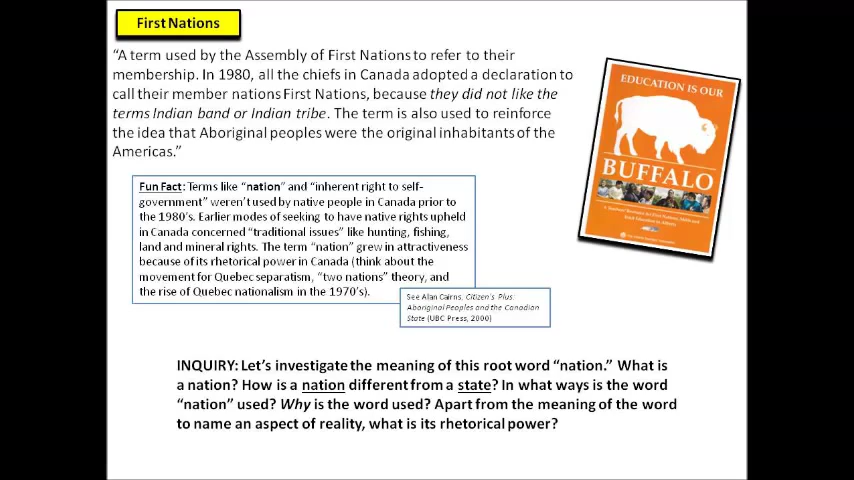 First Nations
“A term used by the Assembly of First Nations to refer to their
membership. In 1980, all the chiefs in Canada adopted a declaration to
call their member nations First Nations, because they did not like the
terms Indian band or Indian tribe. The term is also used to reinforce
the idea that Aboriginal peoples were the original inhabitants of the
Americas.”
EDUCATION IS OUR
BUFFALO
Fun Fact: Terms like “nation” and “inherent right to self-
government” weren’t used by native people in Canada prior to
the 1980’s. Earlier modes of seeking to have native rights upheld
in Canada concerned “traditional issues” like hunting, fishing,
land and mineral rights. The term “nation” grew in attractiveness
because of its rhetorical power in Canada (think about the
movement for Quebec separatism, “two nations” theory, and
the rise of Quebec nationalism in the 1970’s).
See Alan Cairns, Citizen’s Plus:
Aboriginal Peoples and the Canadian
State (UBC Press, 2000)
INQUIRY: Let’s investigate the meaning of this root word “nation.” What is
a nation? How is a nation different from a state? In what ways is the word
“nation” used? Why is the word used? Apart from the meaning of the word
to name an aspect of reality, what is its rhetorical power?